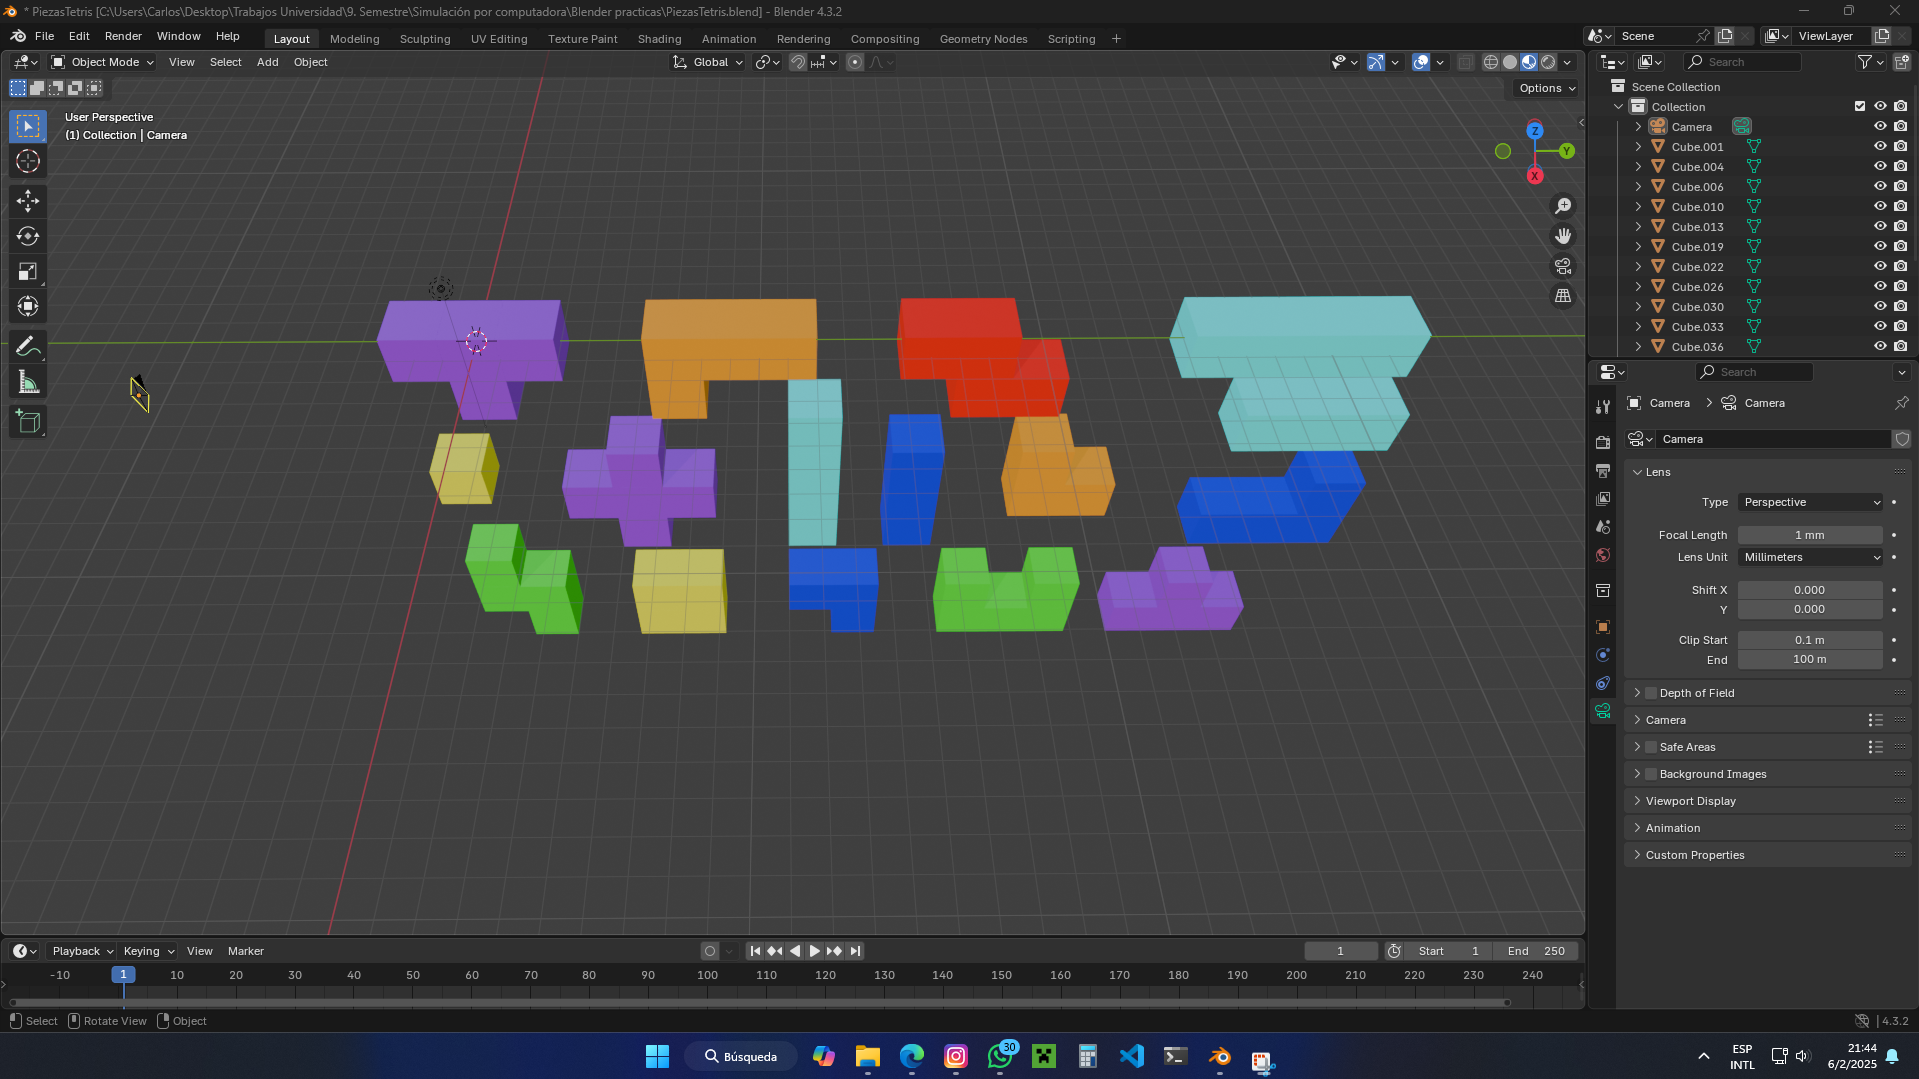 * PiezasTetris [C:\Users\Carlos\Desktop\Trabajos Universidad\9. Semestre\Simulación por computadora\Blender practicas\PiezasTetris.blend] - Blender 4.3.2
File Edit Render Window Help
Layout Modeling Sculpting UV Editing Texture Paint Shading Animation Rendering Compositing Geometry Nodes Scripting +
Scene
ViewLayer
Object Mode View Select Add Object
Global
Options
User Perspective
(1) Collection | Camera
Z
Y
X
Search
Scene Collection
Collection
Camera
Cube.001
Cube.004
Cube.006
Cube.010
Cube.013
Cube.019
Cube.022
Cube.026
Cube.030
Cube.033
Cube.036
Search
Camera > Camera
Camera
Lens
Type Perspective
Focal Length 1 mm
Lens Unit Millimeters
Shift X 0.000
Y 0.000
Clip Start 0.1 m
End 100 m
Depth of Field
Camera
Safe Areas
Background Images
Viewport Display
Animation
Custom Properties
Playback Keying View Marker
1 Start 1 End 250
-10 1 10 20 30 40 50 60 70 80 90 100 110 120 130 140 150 160 170 180 190 200 210 220 230 240
Select Rotate View Object
4.3.2
Búsqueda
30
ESP
INTL
21:44
6/2/2025